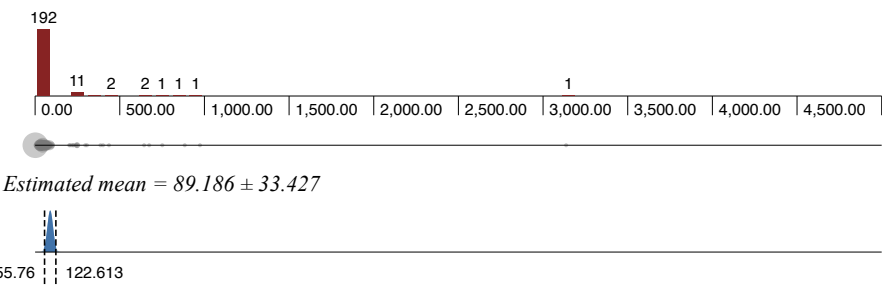 192
11 2 2 1 1 1 1
0.00 500.00 1,000.00 1,500.00 2,000.00 2,500.00 3,000.00 3,500.00 4,000.00 4,500.00
Estimated mean = 89.186 ± 33.427
55.76 122.613